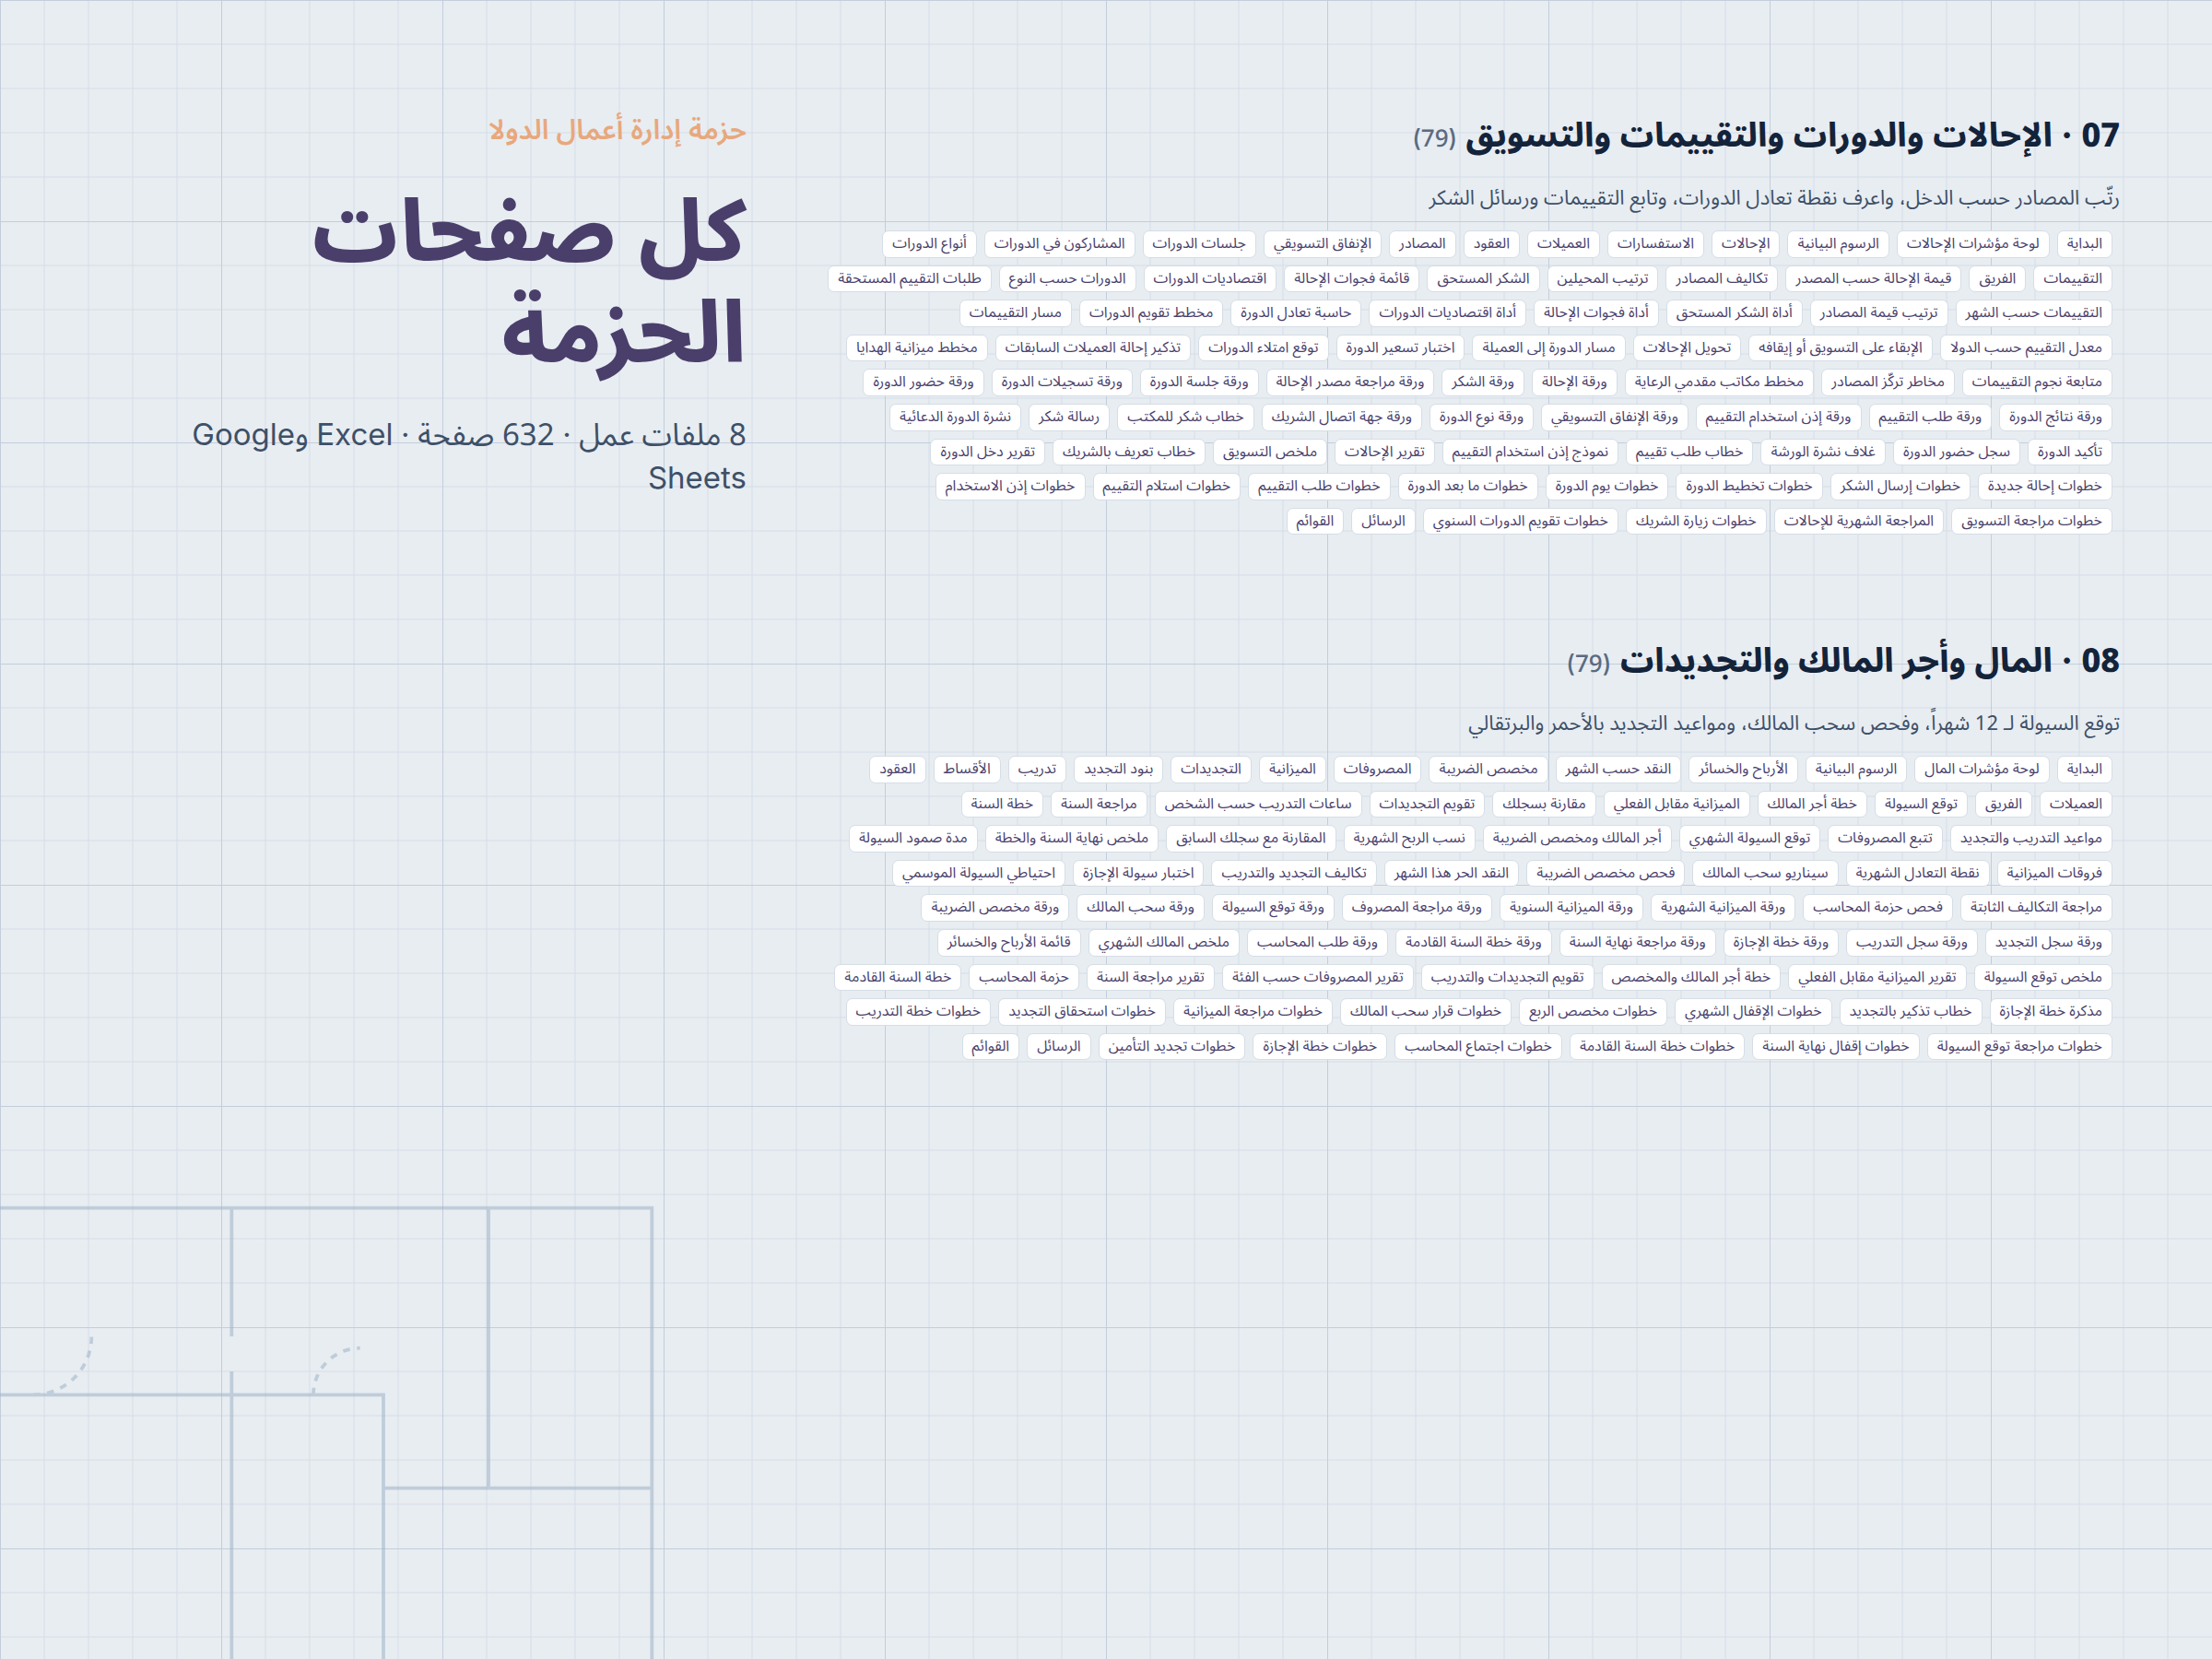 07 · الإحالات والدورات والتقييمات والتسويق (79)
رتّب المصادر حسب الدخل، واعرف نقطة تعادل الدورات، وتابع التقييمات ورسائل الشكر
البداية لوحة مؤشرات الإحالات الرسوم البيانية الإحالات الاستفسارات العميلات العقود المصادر الإنفاق التسويقي جلسات الدورات المشاركون في الدورات أنواع الدورات
التقييمات الفريق قيمة الإحالة حسب المصدر تكاليف المصادر ترتيب المحيلين الشكر المستحق قائمة فجوات الإحالة اقتصاديات الدورات الدورات حسب النوع طلبات التقييم المستحقة
التقييمات حسب الشهر ترتيب قيمة المصادر أداة الشكر المستحق أداة فجوات الإحالة أداة اقتصاديات الدورات حاسبة تعادل الدورة مخطط تقويم الدورات مسار التقييمات
معدل التقييم حسب الدولا الإبقاء على التسويق أو إيقافه تحويل الإحالات مسار الدورة إلى العميلة اختبار تسعير الدورة توقع امتلاء الدورات تذكير إحالة العميلات السابقات مخطط ميزانية الهدايا
متابعة نجوم التقييمات مخاطر تركّز المصادر مخطط مكاتب مقدمي الرعاية ورقة الإحالة ورقة الشكر ورقة مراجعة مصدر الإحالة ورقة جلسة الدورة ورقة تسجيلات الدورة ورقة حضور الدورة
ورقة نتائج الدورة ورقة طلب التقييم ورقة إذن استخدام التقييم ورقة الإنفاق التسويقي ورقة نوع الدورة ورقة جهة اتصال الشريك خطاب شكر للمكتب رسالة شكر نشرة الدورة الدعائية
تأكيد الدورة سجل حضور الدورة غلاف نشرة الورشة خطاب طلب تقييم نموذج إذن استخدام التقييم تقرير الإحالات ملخص التسويق خطاب تعريف بالشريك تقرير دخل الدورة
خطوات إحالة جديدة خطوات إرسال الشكر خطوات تخطيط الدورة خطوات يوم الدورة خطوات ما بعد الدورة خطوات طلب التقييم خطوات استلام التقييم خطوات إذن الاستخدام
خطوات مراجعة التسويق المراجعة الشهرية للإحالات خطوات زيارة الشريك خطوات تقويم الدورات السنوي الرسائل القوائم
08 · المال وأجر المالك والتجديدات (79)
توقع السيولة لـ 12 شهراً، وفحص سحب المالك، ومواعيد التجديد بالأحمر والبرتقالي
البداية لوحة مؤشرات المال الرسوم البيانية الأرباح والخسائر النقد حسب الشهر مخصص الضريبة المصروفات الميزانية التجديدات بنود التجديد تدريب الأقساط العقود
العميلات الفريق توقع السيولة خطة أجر المالك الميزانية مقابل الفعلي مقارنة بسجلك تقويم التجديدات ساعات التدريب حسب الشخص مراجعة السنة خطة السنة
مواعيد التدريب والتجديد تتبع المصروفات توقع السيولة الشهري أجر المالك ومخصص الضريبة نسب الربح الشهرية المقارنة مع سجلك السابق ملخص نهاية السنة والخطة مدة صمود السيولة
فروقات الميزانية نقطة التعادل الشهرية سيناريو سحب المالك فحص مخصص الضريبة النقد الحر هذا الشهر تكاليف التجديد والتدريب اختبار سيولة الإجازة احتياطي السيولة الموسمي
مراجعة التكاليف الثابتة فحص حزمة المحاسب ورقة الميزانية الشهرية ورقة الميزانية السنوية ورقة مراجعة المصروف ورقة توقع السيولة ورقة سحب المالك ورقة مخصص الضريبة
ورقة سجل التجديد ورقة سجل التدريب ورقة خطة الإجازة ورقة مراجعة نهاية السنة ورقة خطة السنة القادمة ورقة طلب المحاسب ملخص المالك الشهري قائمة الأرباح والخسائر
ملخص توقع السيولة تقرير الميزانية مقابل الفعلي خطة أجر المالك والمخصص تقويم التجديدات والتدريب تقرير المصروفات حسب الفئة تقرير مراجعة السنة حزمة المحاسب خطة السنة القادمة
مذكرة خطة الإجازة خطاب تذكير بالتجديد خطوات الإقفال الشهري خطوات مخصص الربع خطوات قرار سحب المالك خطوات مراجعة الميزانية خطوات استحقاق التجديد خطوات خطة التدريب
خطوات مراجعة توقع السيولة خطوات إقفال نهاية السنة خطوات خطة السنة القادمة خطوات اجتماع المحاسب خطوات خطة الإجازة خطوات تجديد التأمين الرسائل القوائم
حزمة إدارة أعمال الدولا
كل صفحات
الحزمة
8 ملفات عمل · 632 صفحة · Excel وGoogle
Sheets